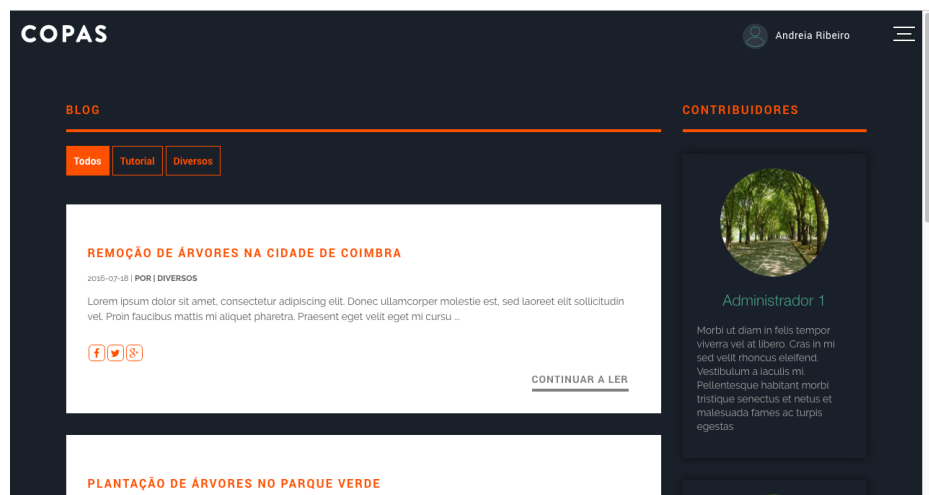 COPAS
Andreia Ribeiro
BLOG
Todos
Tutorial
Diversos
REMOÇÃO DE ÁRVORES NA CIDADE DE COIMBRA
2016-07-18 | POR | DIVERSOS
Lorem ipsum dolor sit amet, consectetur adipiscing elit. Donec ullamcorper molestie est, sed laoreet elit sollicitudin
vel. Proin faucibus mattis mi aliquet pharetra. Praesent eget velit eget mi cursu ...
CONTINUAR A LER
PLANTAÇÃO DE ÁRVORES NO PARQUE VERDE
CONTRIBUIDORES
Administrador 1
Morbi ut diam in felis tempor
viverra vel at libero. Cras in mi
sed velit rhoncus eleifend.
Vestibulum a iaculis mi.
Pellentesque habitant morbi
tristique senectus et netus et
malesuada fames ac turpis
egestas